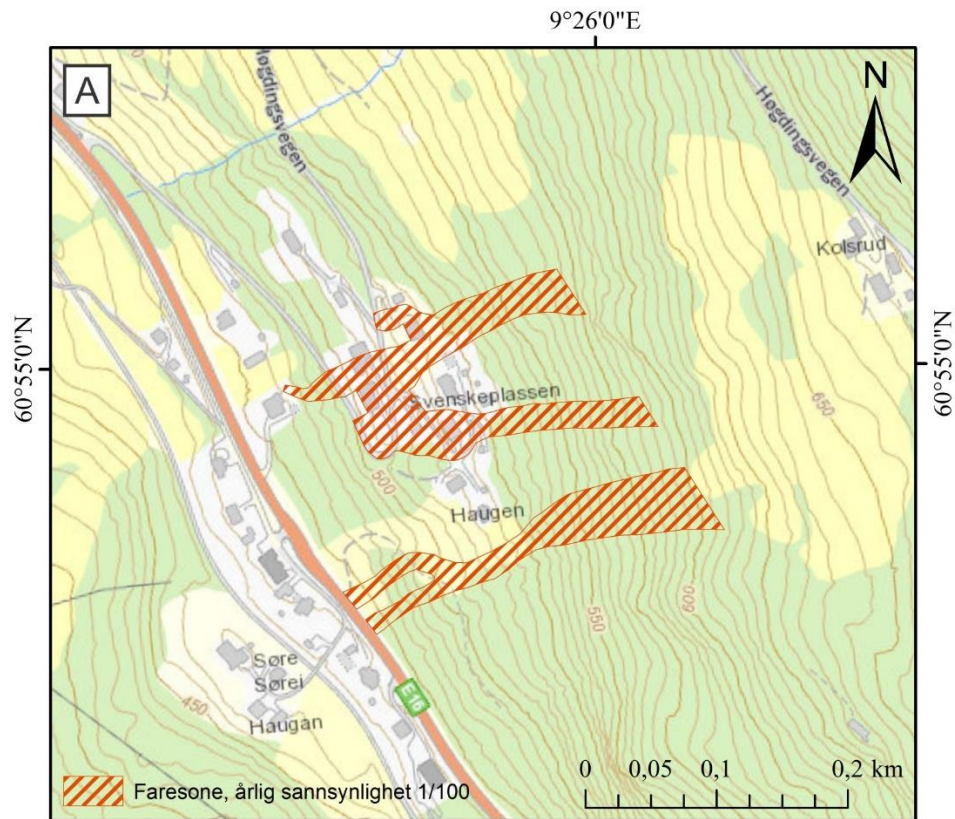 9°26'0"E
A
N
Høgdingsvegen
Høgdingsvegen
Kolsrud
60°55'0"N
60°55'0"N
Svenskeplassen
650
500
Haugen
550
600
Søre
Sørei
450
Haugan
E16
0 0,05 0,1 0,2 km
Faresone, årlig sannsynlighet 1/100